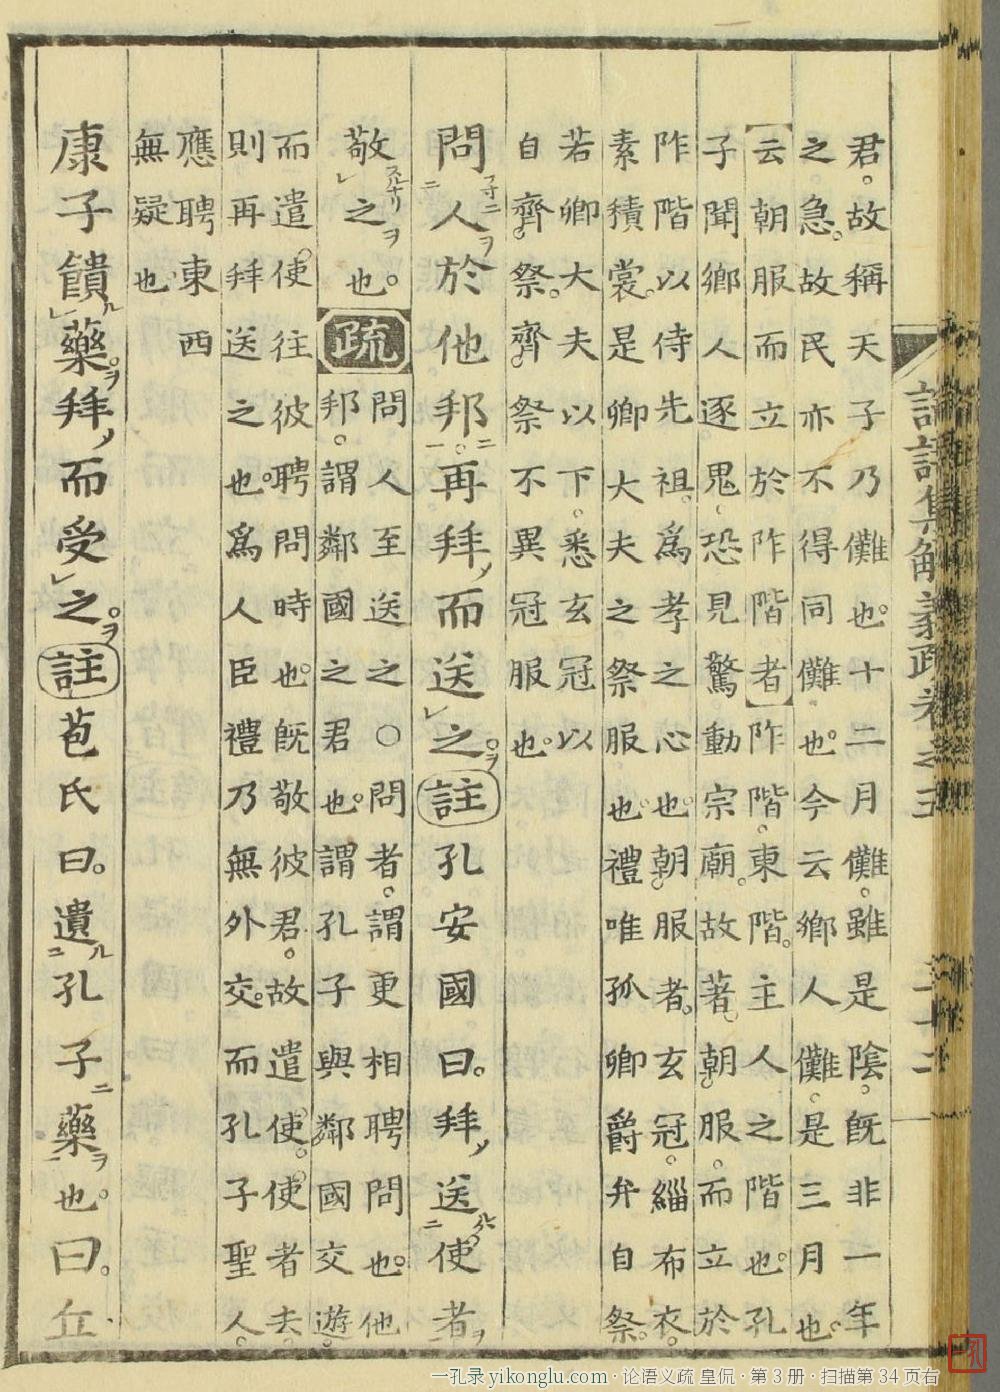 君。故稱天子乃儺也。十二月儺。雖是陰。既非一年
之急。故民亦不得同儺也。今云鄉人儺。是三月也。
云朝服而立於阼階者阼階。東階。主人之階也。孔
子聞鄉人逐鬼。恐見驚動宗廟。故著朝服。而立於
阼階以侍先祖。為孝之心也。朝服者。玄冠。緇布衣。
素積裳。是卿大夫之祭服也。禮唯孤卿爵弁自祭。
若卿大夫以下。悉玄冠以
自齊。祭。齊。祭不異冠服也。
問人於他邦。再拜而送之。註孔安國曰。拜送使者
敬之也。疏
問人至送之○問者。謂更相聘問也。他
邦。謂鄰國之君也。謂孔子與鄰國交遊。
而遣使往彼聘問時也。既敬彼君。故遣使。使者去。
則再拜送之也。為人臣禮乃無外交。而孔子聖人。
應聘東西
無疑也
康子饋藥。拜而受之。註苞氏曰。遺孔子藥也。曰。丘
論語集解義疏卷之三
二十二
一孔录 yikonglu.com · 论语义疏 皇侃 · 第 3 册 · 扫描第 34 页右